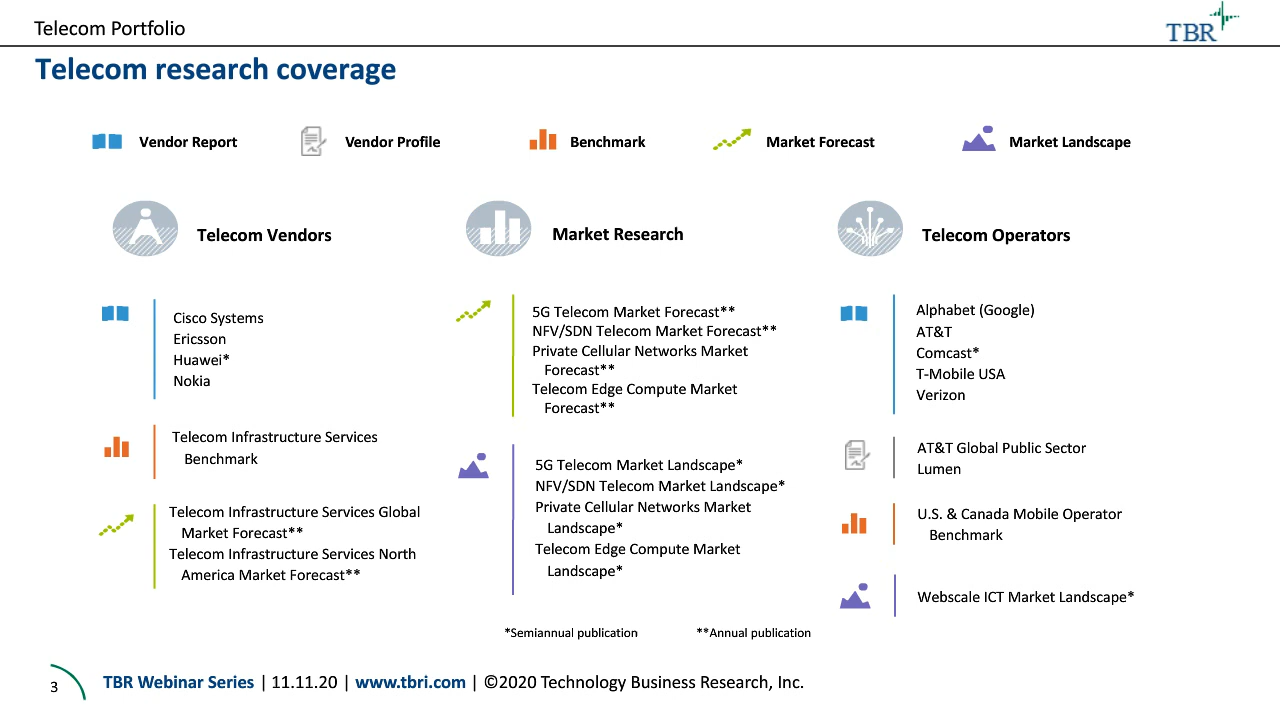 Telecom Portfolio
TBR
Telecom research coverage
Vendor Report
Vendor Profile
Benchmark
Market Forecast
Market Landscape
Telecom Vendors
Cisco Systems
Ericsson
Huawei*
Nokia
Telecom Infrastructure Services
Benchmark
Telecom Infrastructure Services Global
Market Forecast**
Telecom Infrastructure Services North
America Market Forecast**
Market Research
5G Telecom Market Forecast**
NFV/SDN Telecom Market Forecast**
Private Cellular Networks Market
Forecast**
Telecom Edge Compute Market
Forecast**
5G Telecom Market Landscape*
NFV/SDN Telecom Market Landscape*
Private Cellular Networks Market
Landscape*
Telecom Edge Compute Market
Landscape*
Telecom Operators
Alphabet (Google)
AT&T
Comcast*
T-Mobile USA
Verizon
AT&T Global Public Sector
Lumen
U.S. & Canada Mobile Operator
Benchmark
Webscale ICT Market Landscape*
*Semiannual publication
**Annual publication
3
TBR Webinar Series | 11.11.20 | www.tbri.com | ©2020 Technology Business Research, Inc.